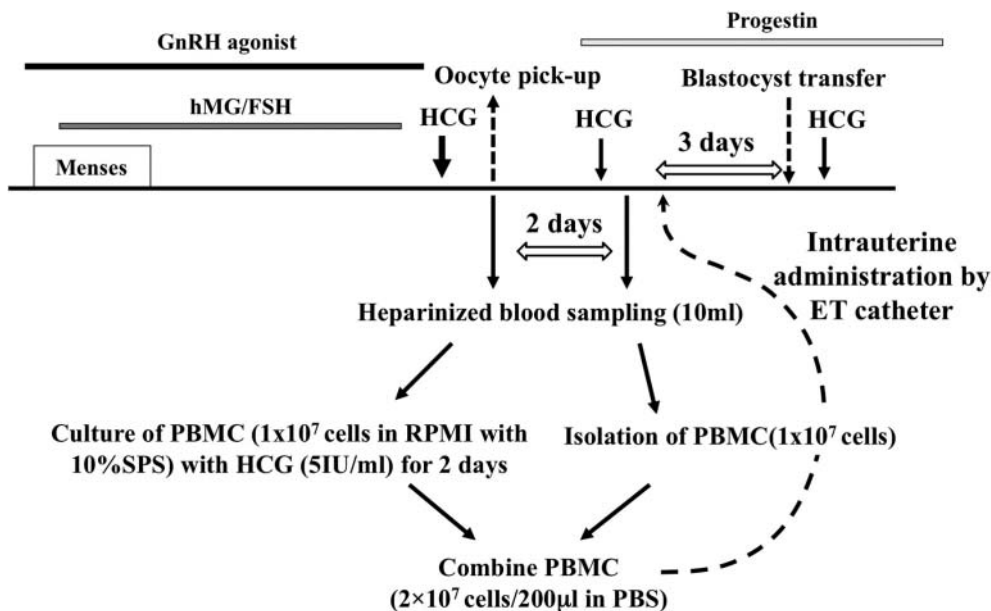 Progestin
GnRH agonist
Oocyte pick-up
Blastocyst transfer
hMG/FSH
HCG
HCG
HCG
3 days
Menses
2 days
Intrauterine
administration by
ET catheter
Heparinized blood sampling (10ml)
Culture of PBMC (1x10⁷ cells in RPMI with
10%SPS) with HCG (5IU/ml) for 2 days
Isolation of PBMC(1x10⁷ cells)
Combine PBMC
(2×10⁷ cells/200μl in PBS)